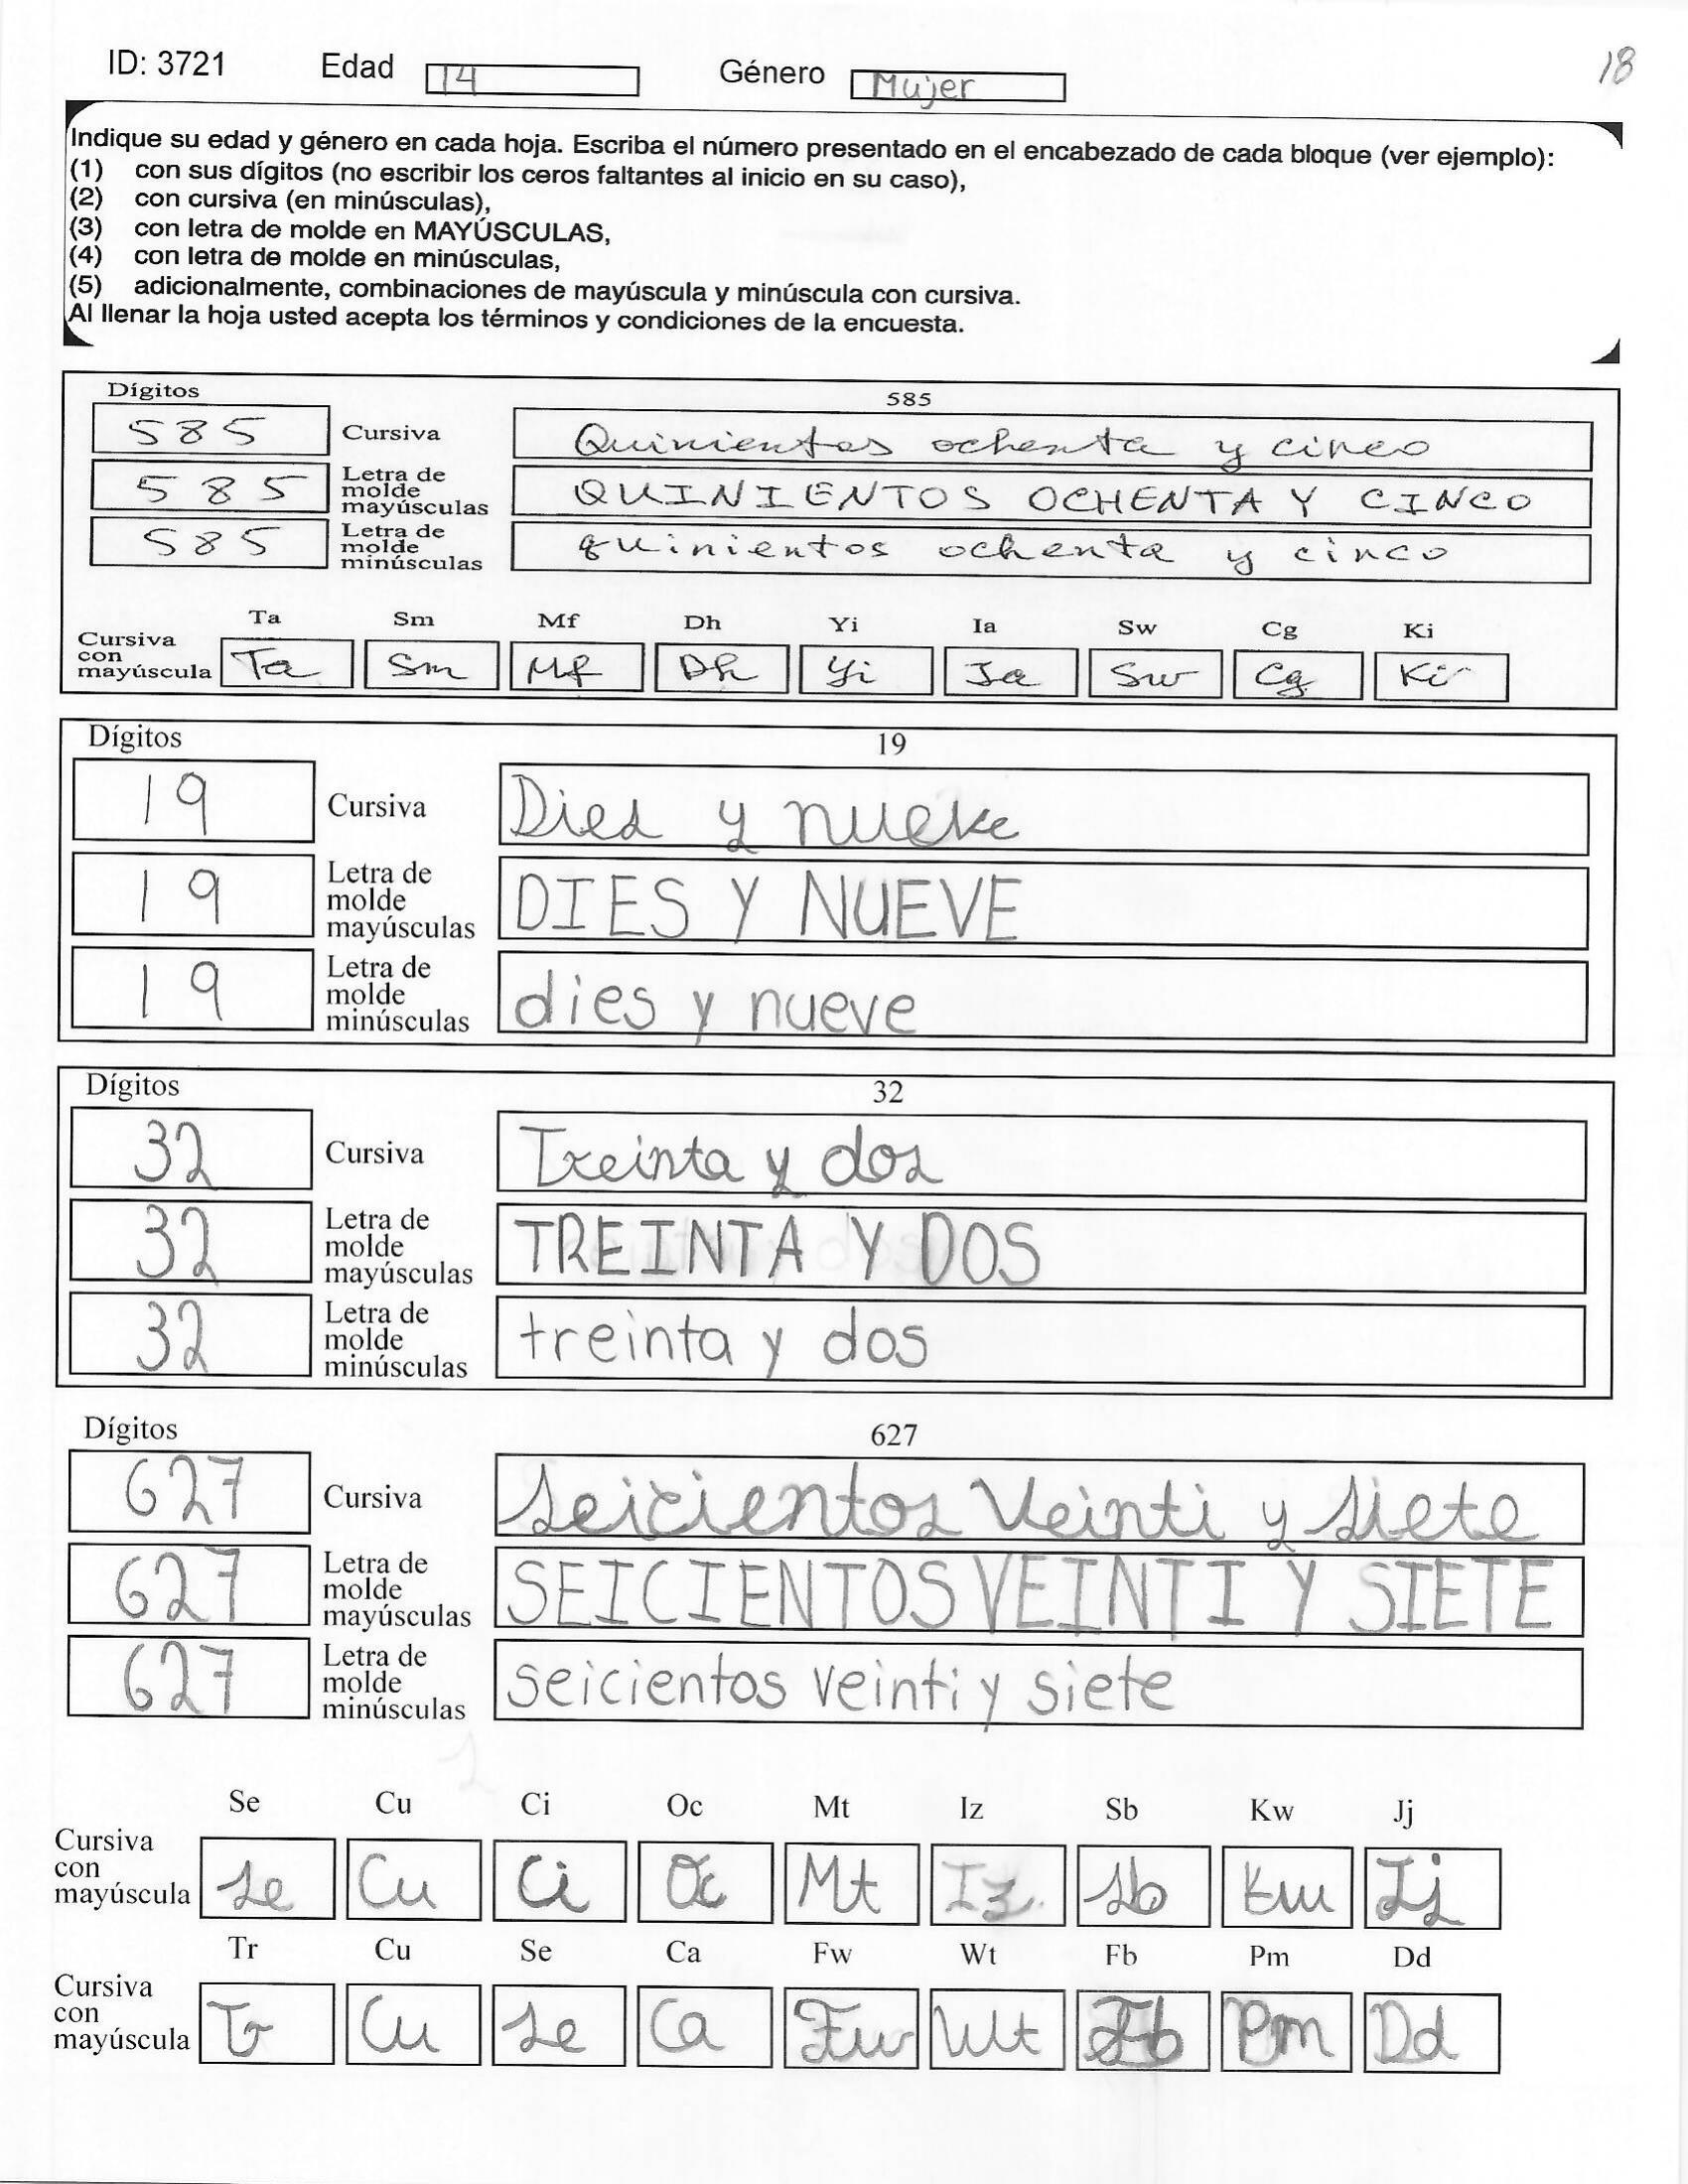 ID: 3721 Edad 14 Género Mujer 18
Indique su edad y género en cada hoja. Escriba el número presentado en el encabezado de cada bloque (ver ejemplo):
(1) con sus dígitos (no escribir los ceros faltantes al inicio en su caso),
(2) con cursiva (en minúsculas),
(3) con letra de molde en MAYÚSCULAS,
(4) con letra de molde en minúsculas,
(5) adicionalmente, combinaciones de mayúscula y minúscula con cursiva.
Al llenar la hoja usted acepta los términos y condiciones de la encuesta.
Dígitos 585
585 Cursiva Quinientos ochenta y cinco
585 Letra de molde mayúsculas QUINIENTOS OCHENTA Y CINCO
585 Letra de molde minúsculas quinientos ochenta y cinco
Ta Sm Mf Dh Yi Ia Sw Cg Ki
Cursiva con mayúscula Ta Sm Mf Dh Yi Ia Sw Cg Ki
Dígitos 19
19 Cursiva Dies y nueve
19 Letra de molde mayúsculas DIES Y NUEVE
19 Letra de molde minúsculas dies y nueve
Dígitos 32
32 Cursiva Treinta y dos
32 Letra de molde mayúsculas TREINTA Y DOS
32 Letra de molde minúsculas treinta y dos
Dígitos 627
627 Cursiva Seicientos Veinti y Siete
627 Letra de molde mayúsculas SEICIENTOS VEINTI Y SIETE
627 Letra de molde minúsculas seicientos veinti y siete
Se Cu Ci Oc Mt Iz Sb Kw Jj
Cursiva con mayúscula Se Cu Ci Oc Mt Iz Sb Kw Jj
Tr Cu Se Ca Fw Wt Fb Pm Dd
Cursiva con mayúscula Tr Cu Se Ca Fw Wt Fb Pm Dd